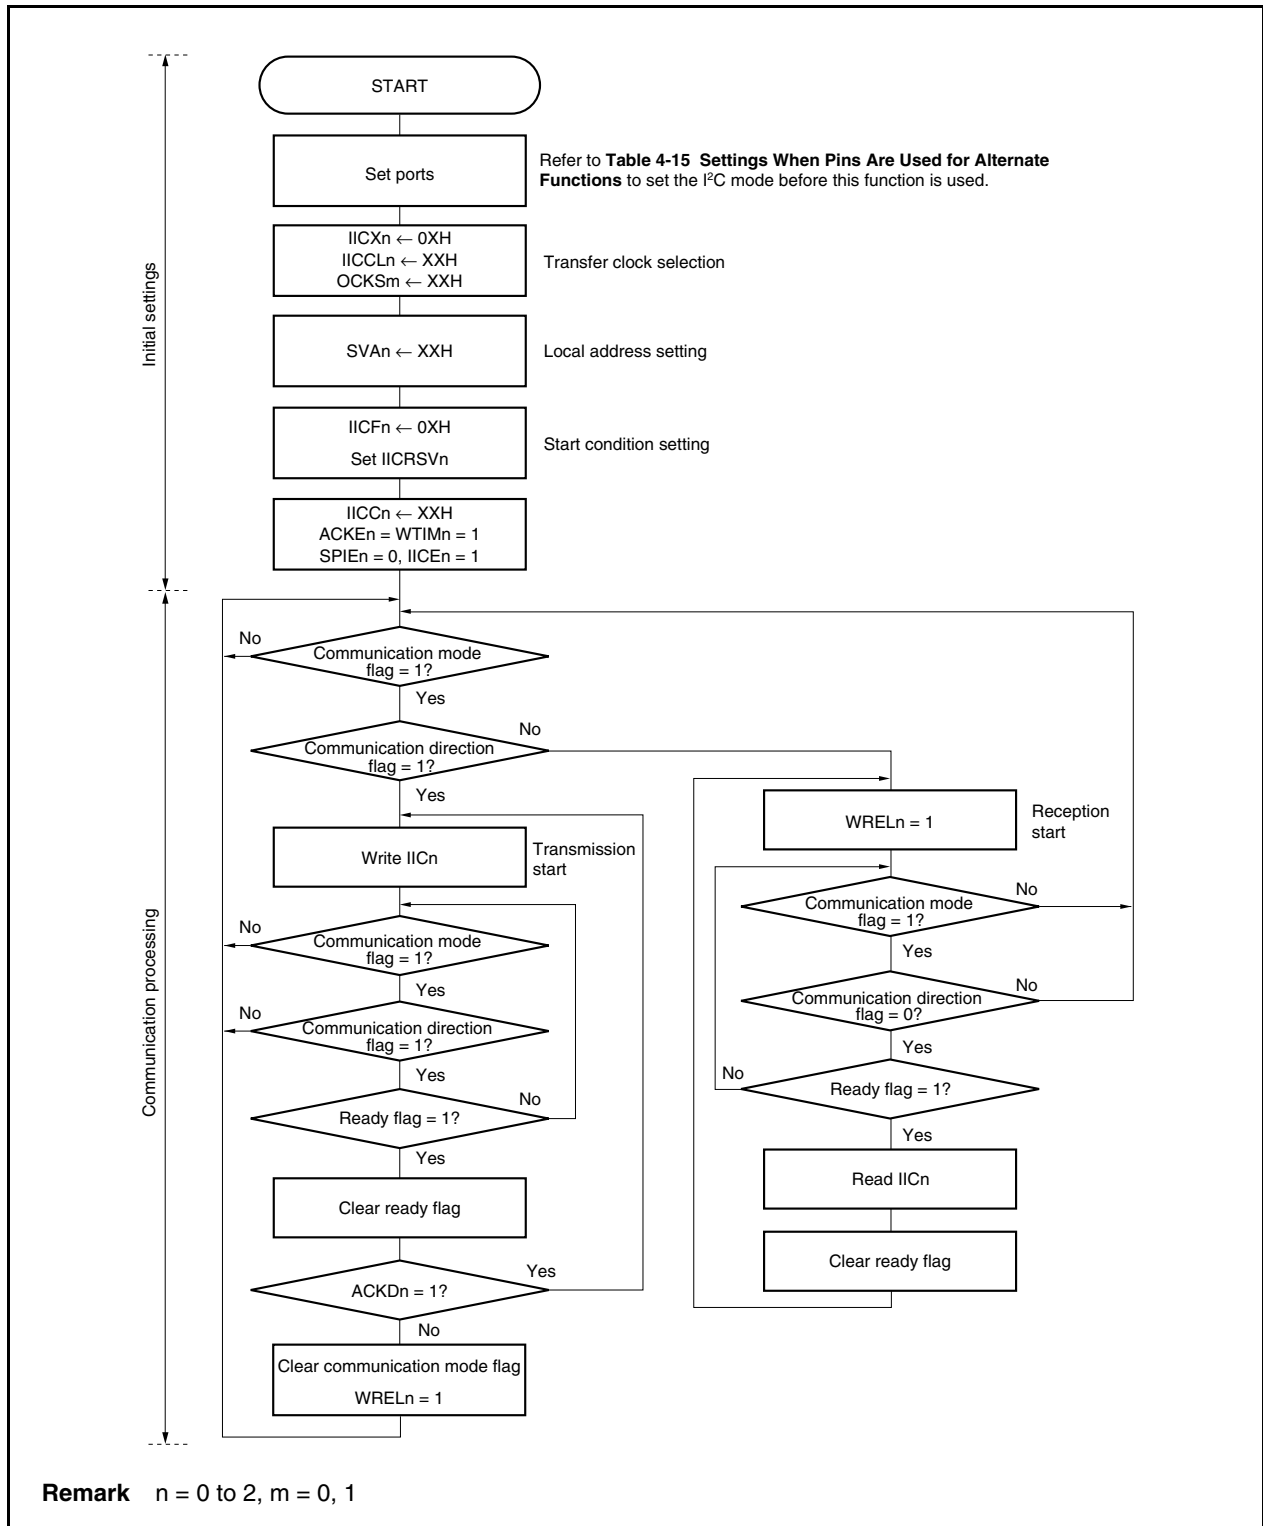 START
Set ports
Refer to Table 4-15 Settings When Pins Are Used for Alternate
Functions to set the I²C mode before this function is used.
IICXn ← 0XH
IICCLn ← XXH
OCKSm ← XXH
Transfer clock selection
Initial settings
SVAn ← XXH
Local address setting
IICFn ← 0XH
Set IICRSVn
Start condition setting
IICCn ← XXH
ACKEn = WTIMn = 1
SPIEn = 0, IICEn = 1
No
Communication mode
flag = 1?
Yes
No
Communication direction
flag = 1?
Yes
Write IICn
Transmission
start
No
Communication mode
flag = 1?
Yes
No
Communication direction
flag = 1?
Yes
No
Ready flag = 1?
Yes
Clear ready flag
Yes
ACKDn = 1?
No
Clear communication mode flag
WRELn = 1
Communication processing
WRELn = 1
Reception
start
No
Communication mode
flag = 1?
Yes
No
Communication direction
flag = 0?
Yes
No
Ready flag = 1?
Yes
Read IICn
Clear ready flag
Remark n = 0 to 2, m = 0, 1